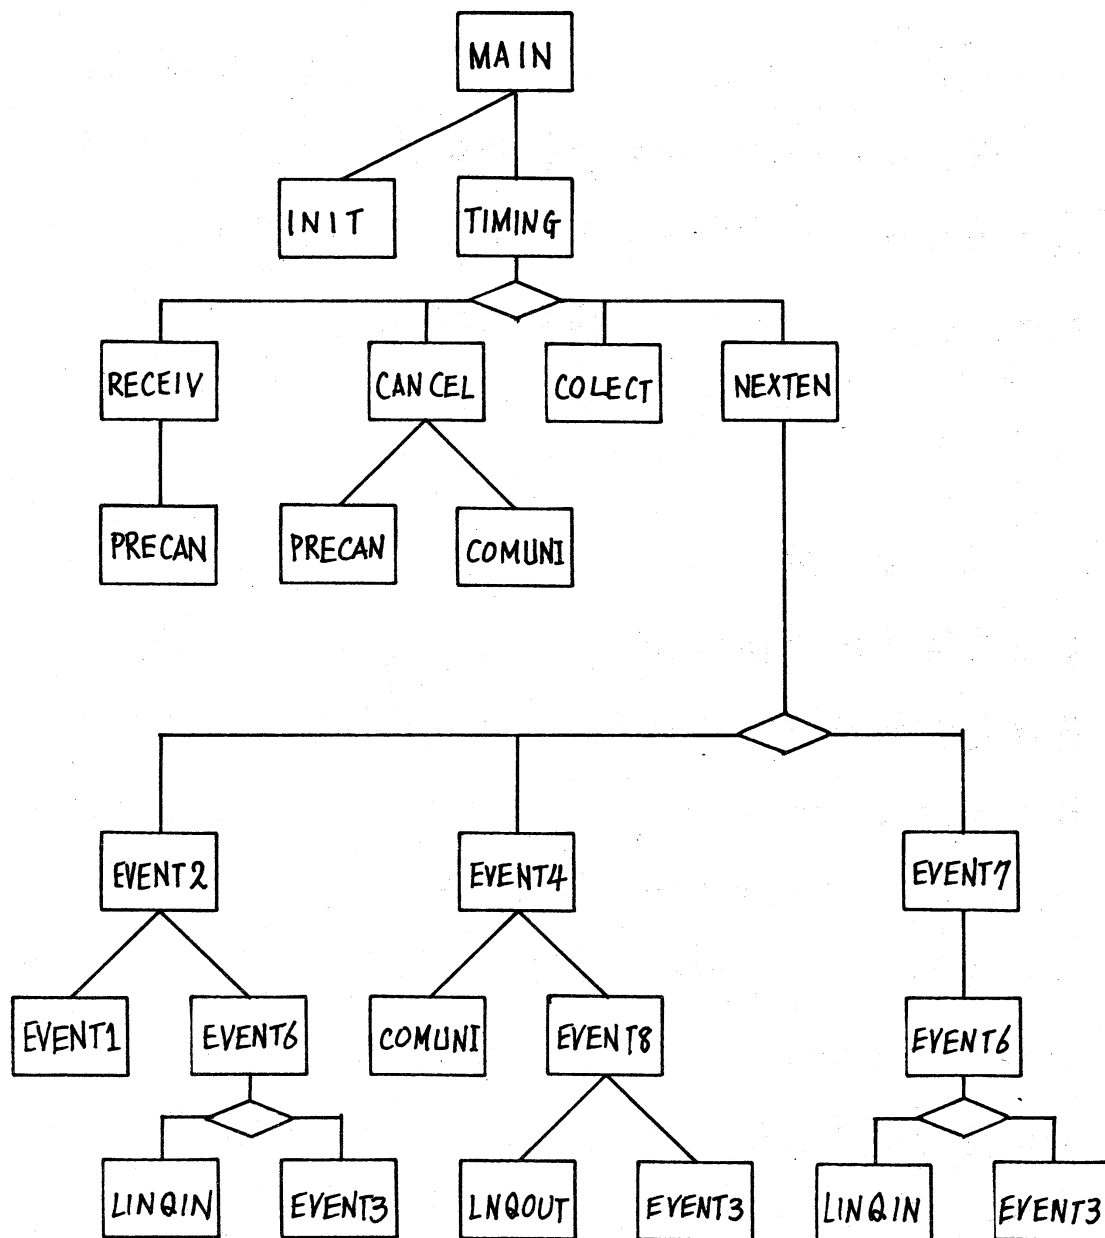 MAIN
INIT
TIMING
RECEIV
CANCEL
COLECT
NEXTEN
PRECAN
PRECAN
COMUNI
EVENT2
EVENT4
EVENT7
EVENT1
EVENT6
COMUNI
EVENT8
EVENT6
LINQIN
EVENT3
LNQOUT
EVENT3
LINQIN
EVENT3